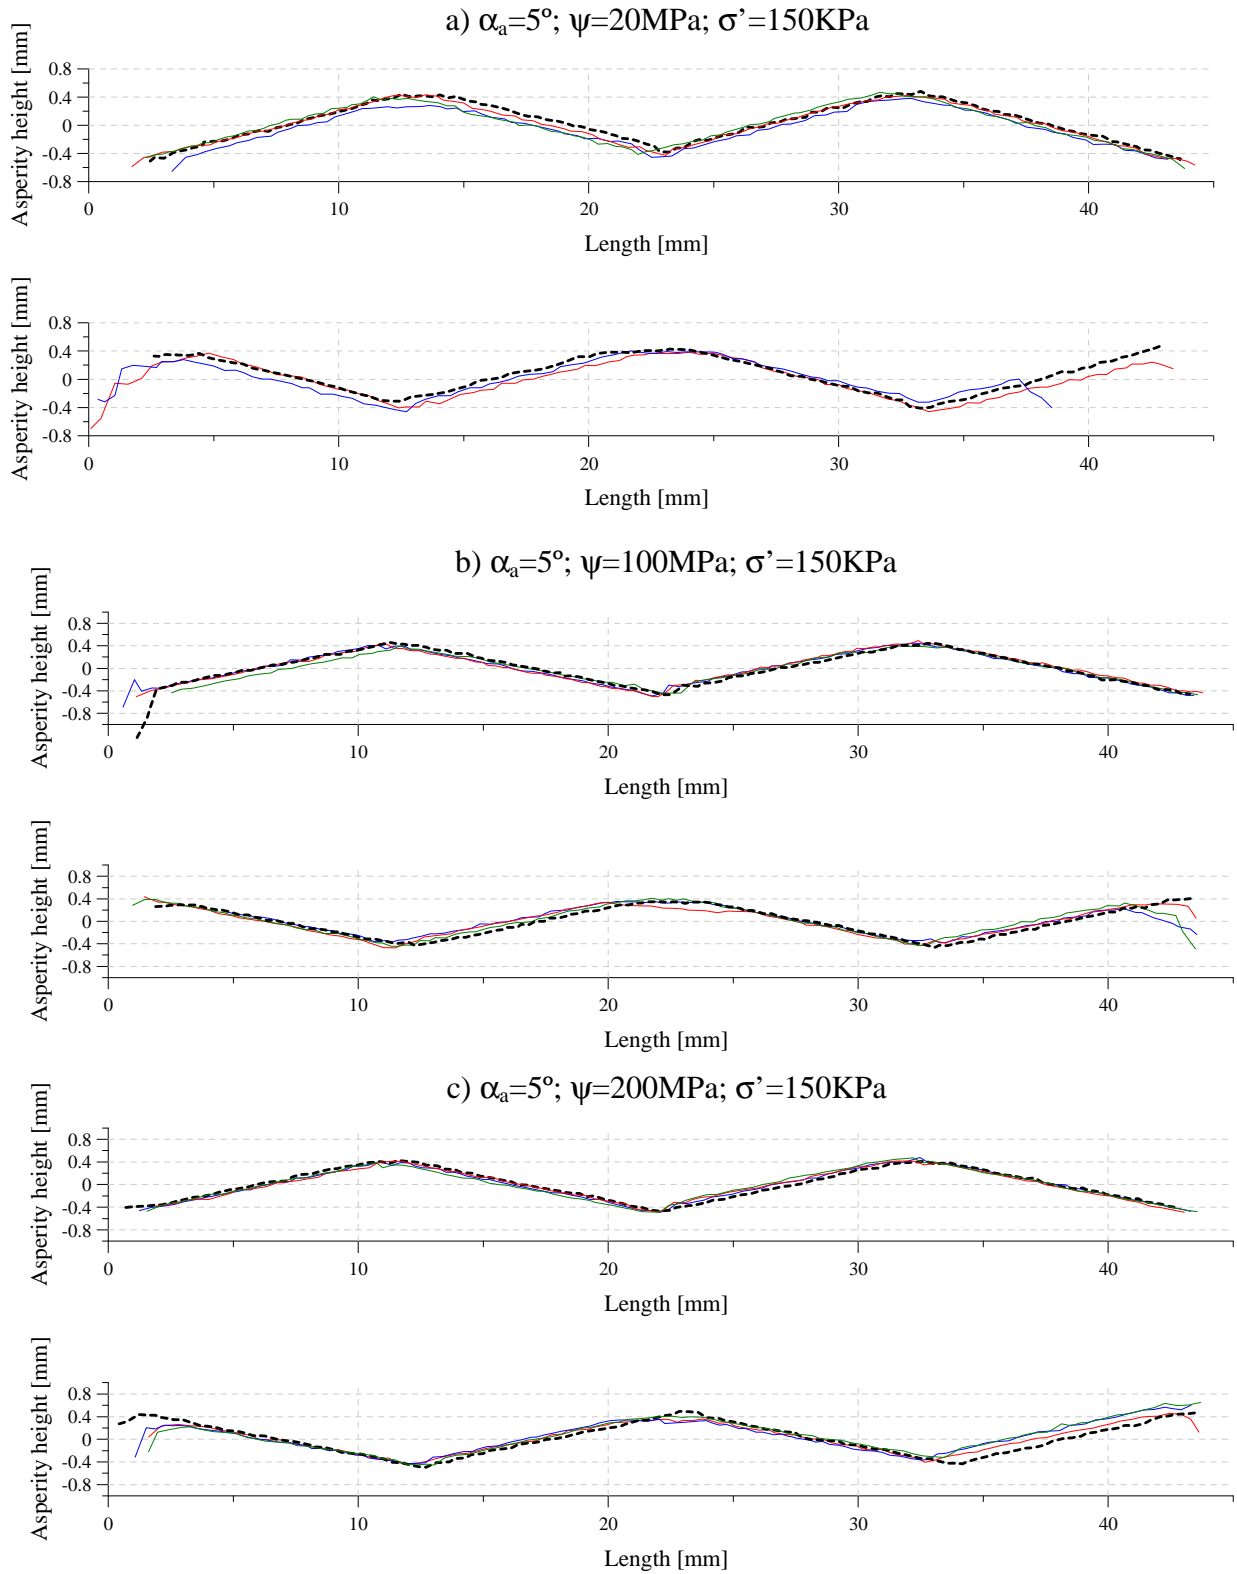 a) αₐ=5º; ψ=20MPa; σ’=150KPa
Asperity height [mm]
0.8
0.4
0
-0.4
-0.8
0 10 20 30 40
Length [mm]
Asperity height [mm]
0.8
0.4
0
-0.4
-0.8
0 10 20 30 40
Length [mm]
b) αₐ=5º; ψ=100MPa; σ’=150KPa
Asperity height [mm]
0.8
0.4
0
-0.4
-0.8
0 10 20 30 40
Length [mm]
Asperity height [mm]
0.8
0.4
0
-0.4
-0.8
0 10 20 30 40
Length [mm]
c) αₐ=5º; ψ=200MPa; σ’=150KPa
Asperity height [mm]
0.8
0.4
0
-0.4
-0.8
0 10 20 30 40
Length [mm]
Asperity height [mm]
0.8
0.4
0
-0.4
-0.8
0 10 20 30 40
Length [mm]